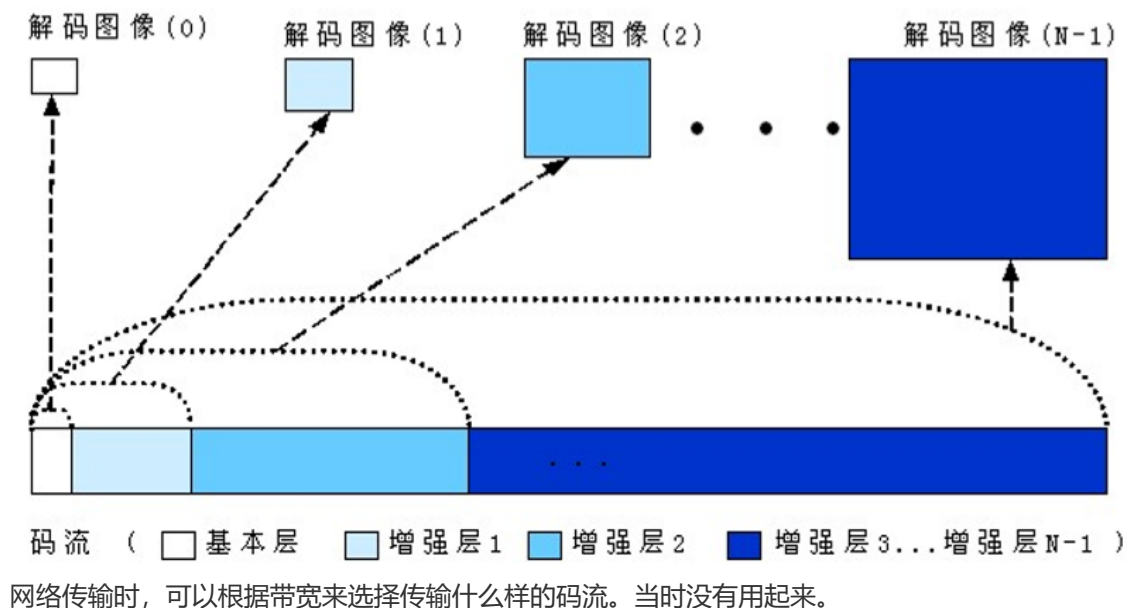 解码图像(0) 解码图像(1) 解码图像(2) 解码图像(N-1)
码流 ( 基本层 增强层1 增强层2 增强层3...增强层N-1 )
网络传输时，可以根据带宽来选择传输什么样的码流。当时没有用起来。